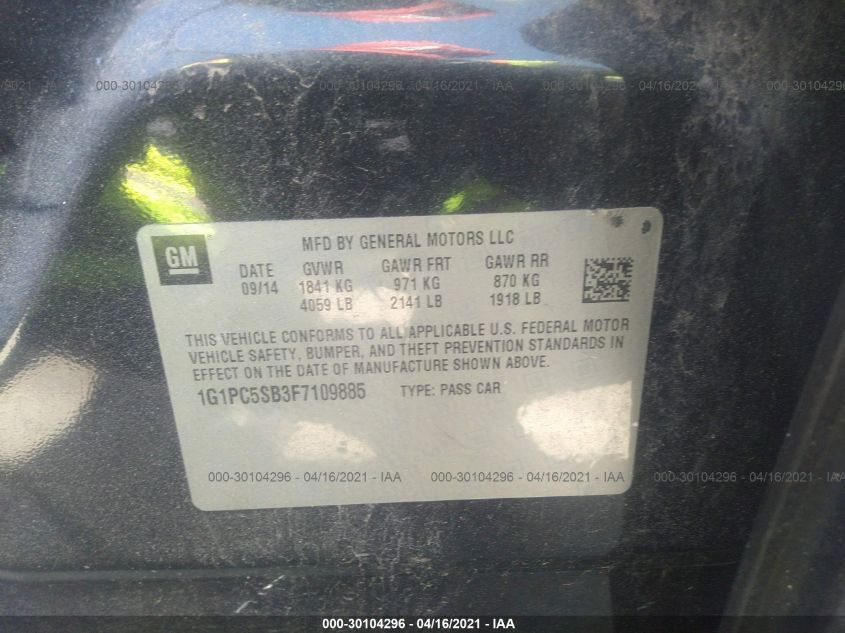 000-30104296 - 04/16/2021 - IAA
GM
MFD BY GENERAL MOTORS LLC
DATE GVWR GAWR FRT GAWR RR
09/14 1841 KG 971 KG 870 KG
4059 LB 2141 LB 1918 LB
THIS VEHICLE CONFORMS TO ALL APPLICABLE U.S. FEDERAL MOTOR
VEHICLE SAFETY, BUMPER, AND THEFT PREVENTION STANDARDS IN
EFFECT ON THE DATE OF MANUFACTURE SHOWN ABOVE.
1G1PC5SB3F7109885 TYPE: PASS CAR
000-30104296 - 04/16/2021 - IAA 000-30104296 - 04/16/2021 - IAA 000-30104296 - 04/16/2021 - IAA
000-30104296 - 04/16/2021 - IAA